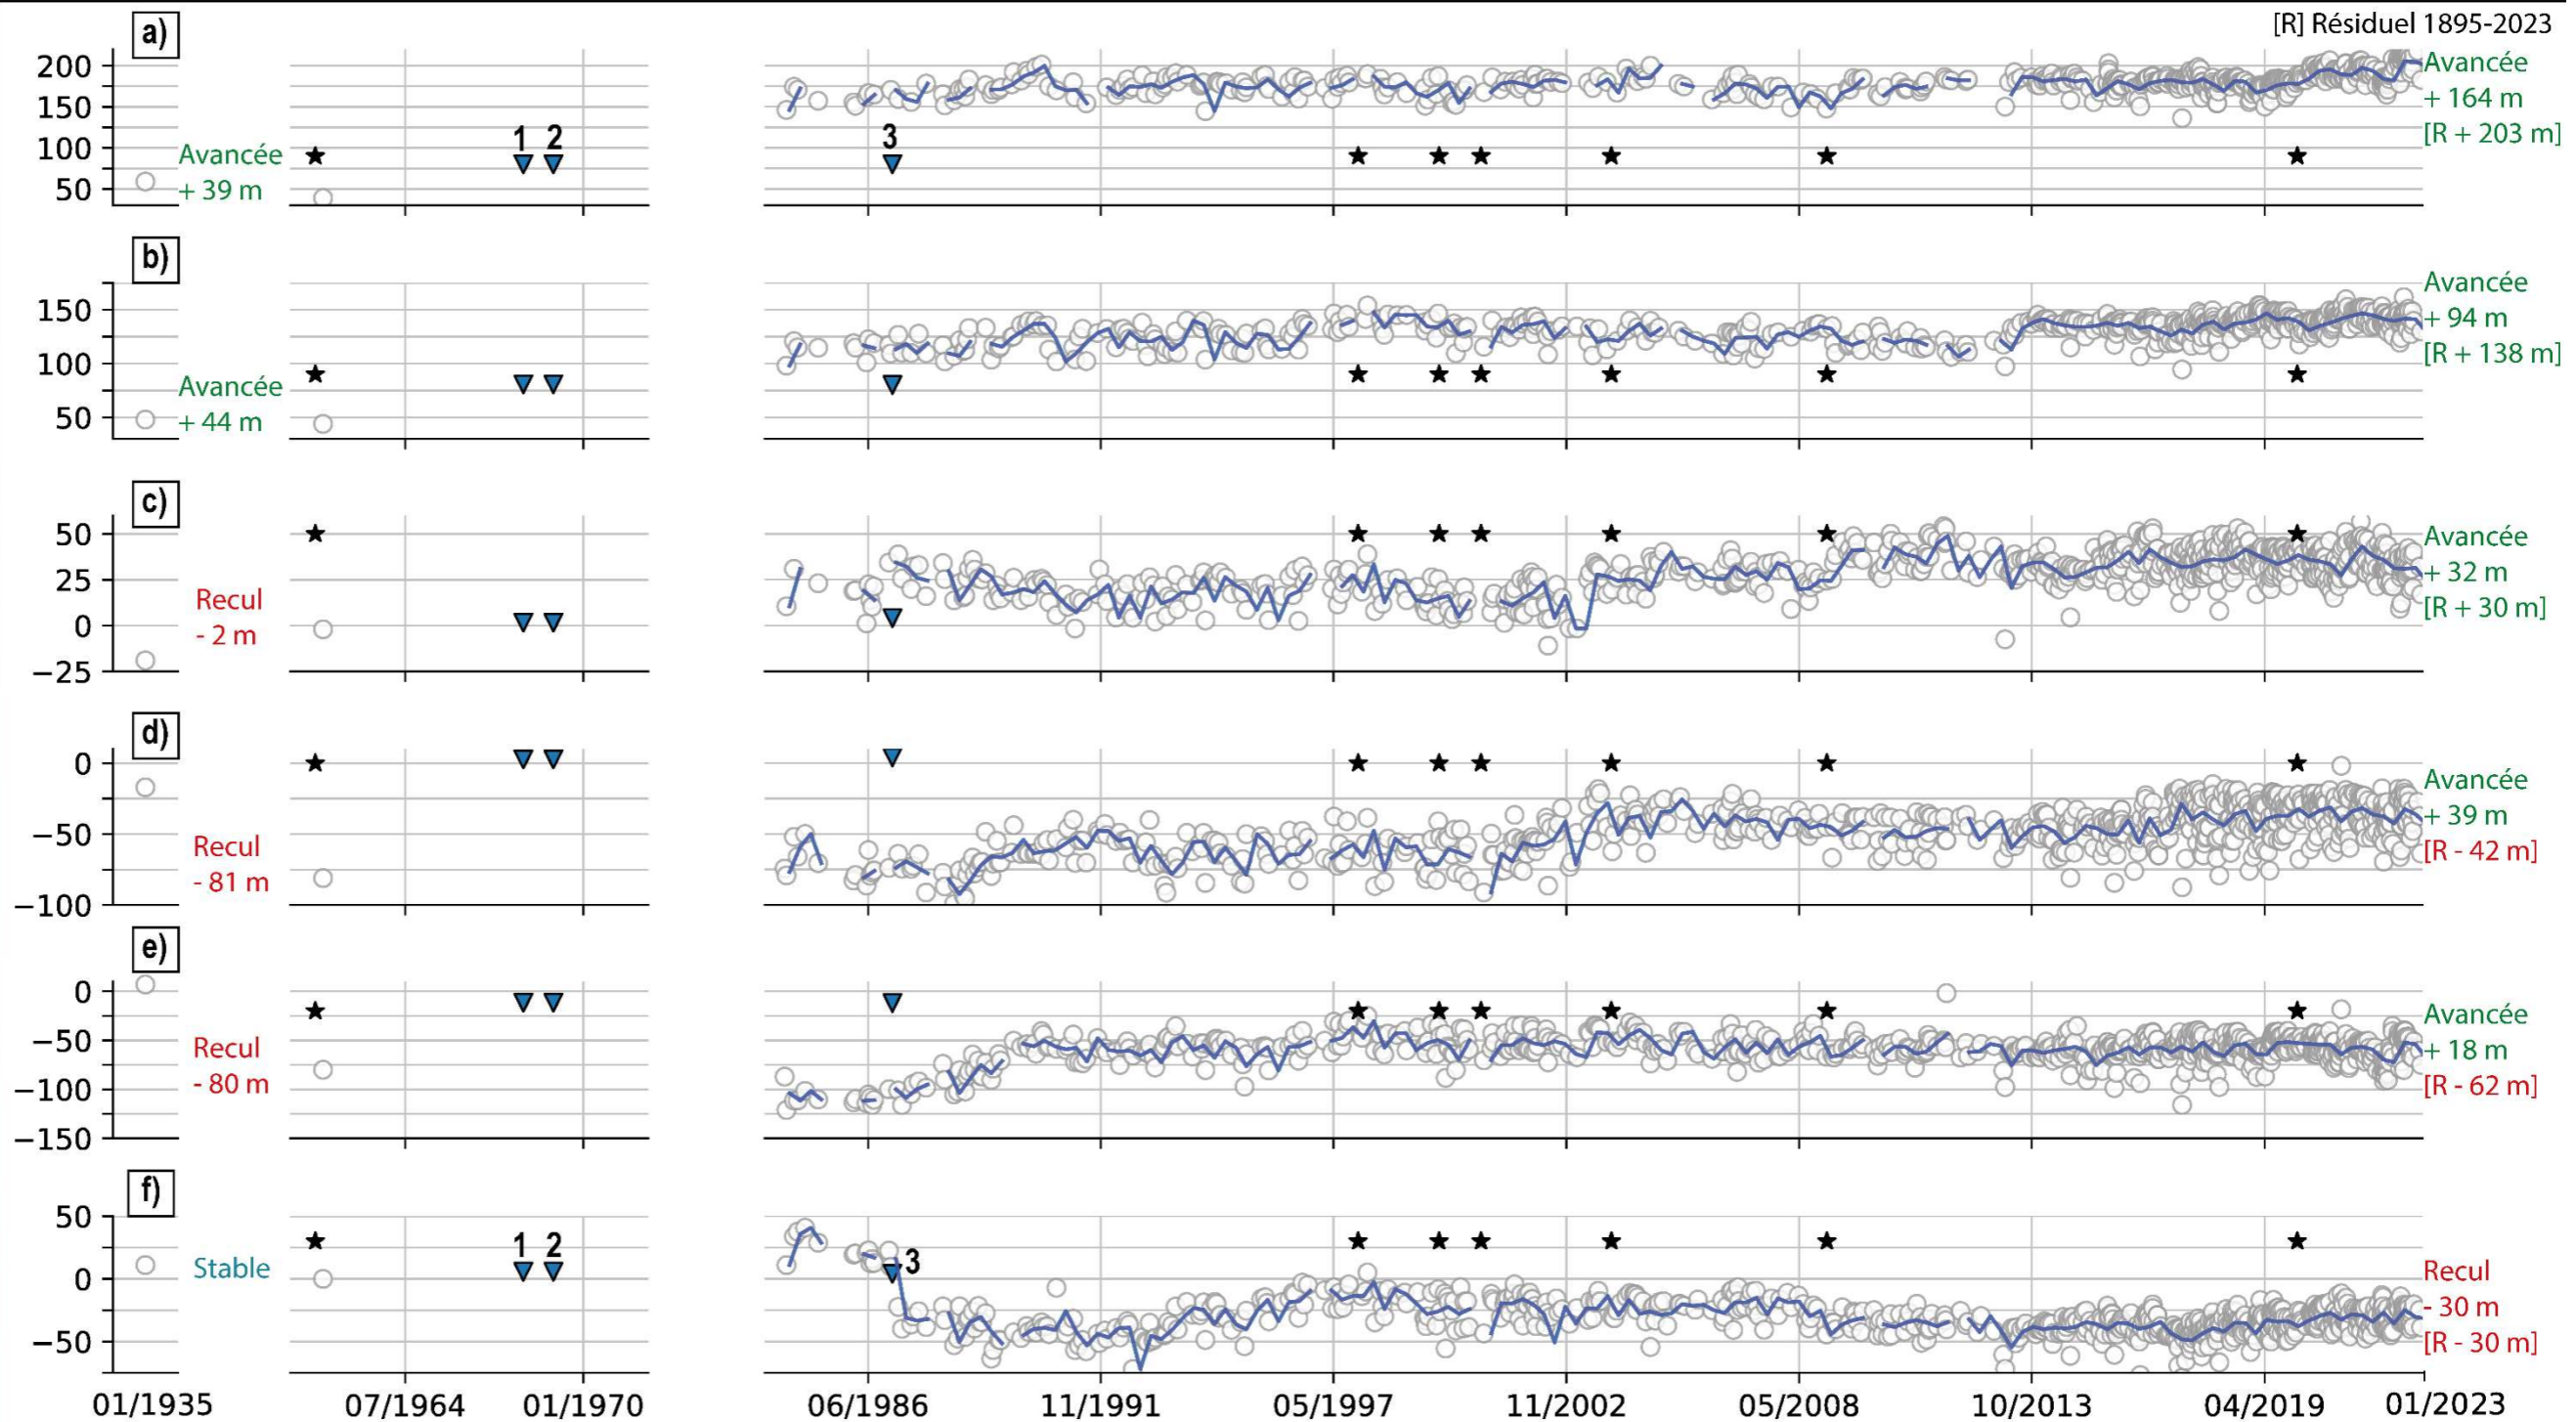 a)
[R] Résiduel 1895-2023
200
150
100
50
Avancée
+ 39 m
1 2
3
Avancée
+ 164 m
[R + 203 m]
b)
150
100
50
Avancée
+ 44 m
Avancée
+ 94 m
[R + 138 m]
c)
50
25
0
−25
Recul
- 2 m
Avancée
+ 32 m
[R + 30 m]
d)
0
−50
−100
Recul
- 81 m
Avancée
+ 39 m
[R - 42 m]
e)
0
−50
−100
−150
Recul
- 80 m
Avancée
+ 18 m
[R - 62 m]
f)
50
0
−50
Stable
1 2
3
Recul
- 30 m
[R - 30 m]
01/1935 07/1964 01/1970 06/1986 11/1991 05/1997 11/2002 05/2008 10/2013 04/2019 01/2023